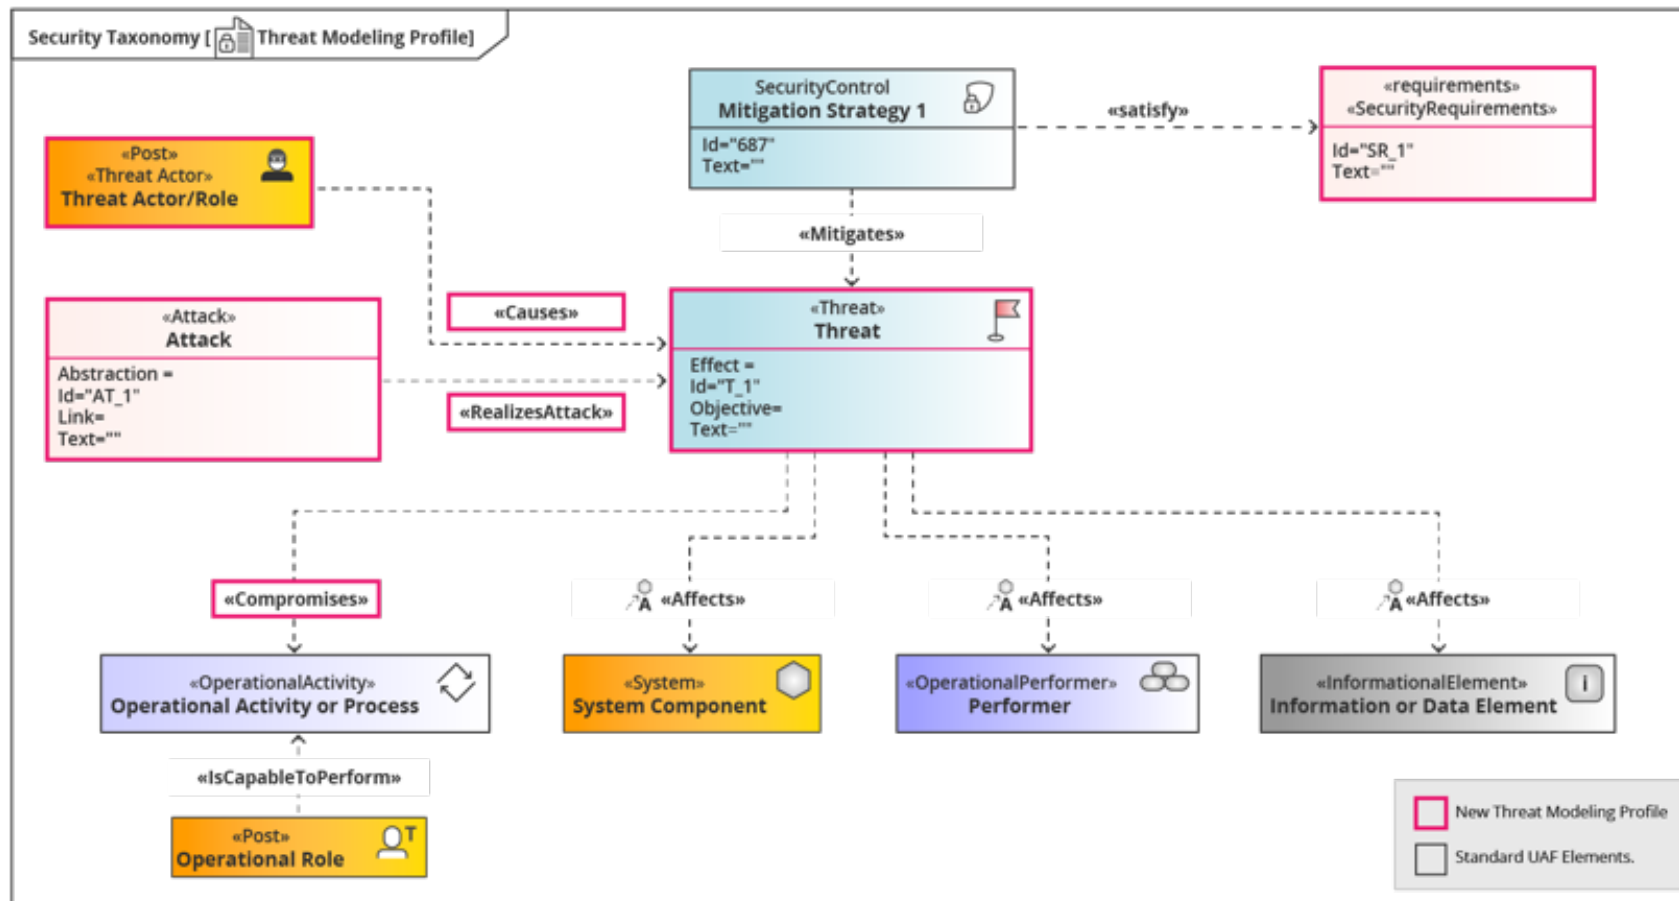 Security Taxonomy [ Threat Modeling Profile]
SecurityControl
Mitigation Strategy 1
Id="687"
Text=""
«satisfy»
«requirements»
«SecurityRequirements»
Id="SR_1"
Text=""
«Post»
«Threat Actor»
Threat Actor/Role
«Mitigates»
«Attack»
Attack
Abstraction =
Id="AT_1"
Link=
Text=""
«Causes»
«RealizesAttack»
«Threat»
Threat
Effect =
Id="T_1"
Objective=
Text=""
«Compromises»
A «Affects»
A «Affects»
A «Affects»
«OperationalActivity»
Operational Activity or Process
«System»
System Component
«OperationalPerformer»
Performer
«InformationalElement»
Information or Data Element
i
«IsCapableToPerform»
«Post»
Operational Role
T
New Threat Modeling Profile
Standard UAF Elements.